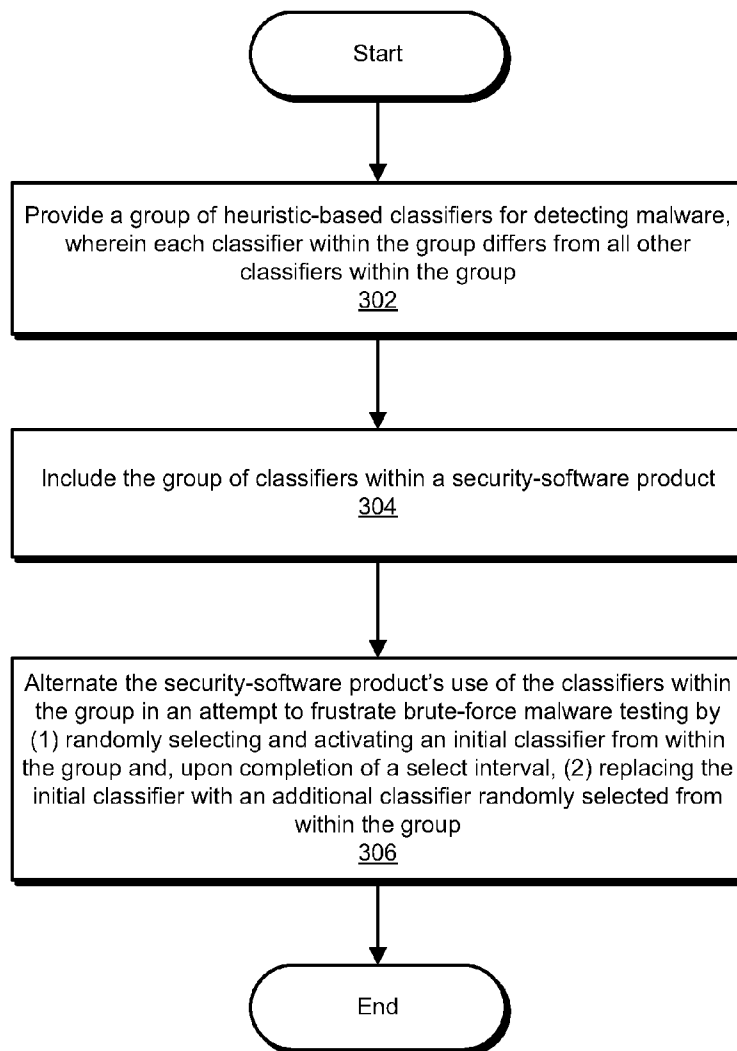 Start
Provide a group of heuristic-based classifiers for detecting malware,
wherein each classifier within the group differs from all other
classifiers within the group
302
Include the group of classifiers within a security-software product
304
Alternate the security-software product's use of the classifiers within
the group in an attempt to frustrate brute-force malware testing by
(1) randomly selecting and activating an initial classifier from within
the group and, upon completion of a select interval, (2) replacing the
initial classifier with an additional classifier randomly selected from
within the group
306
End